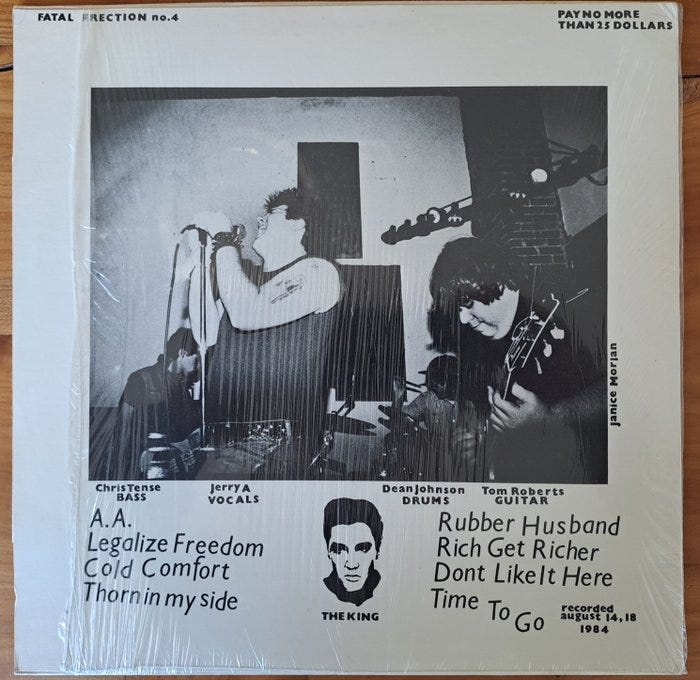 FATAL ERECTION no.4
PAY NO MORE
THAN 25 DOLLARS
Janice Morlan
Chris Tense
BASS
Jerry A
VOCALS
Dean Johnson
DRUMS
Tom Roberts
GUITAR
A.A.
Legalize Freedom
Cold Comfort
Thorn in my side
THE KING
Rubber Husband
Rich Get Richer
Dont Like It Here
Time To Go
recorded
august 14,18
1984